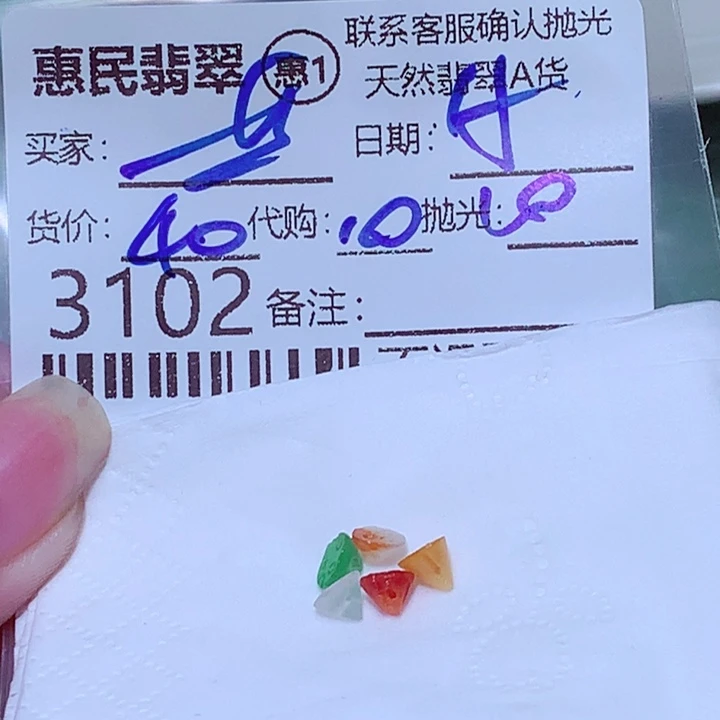 惠民翡翠 惠1 联系客服确认抛光
天然翡翠A货
买家: 日期:
货价: 40 代购: 10 抛光: 10
3102 备注: